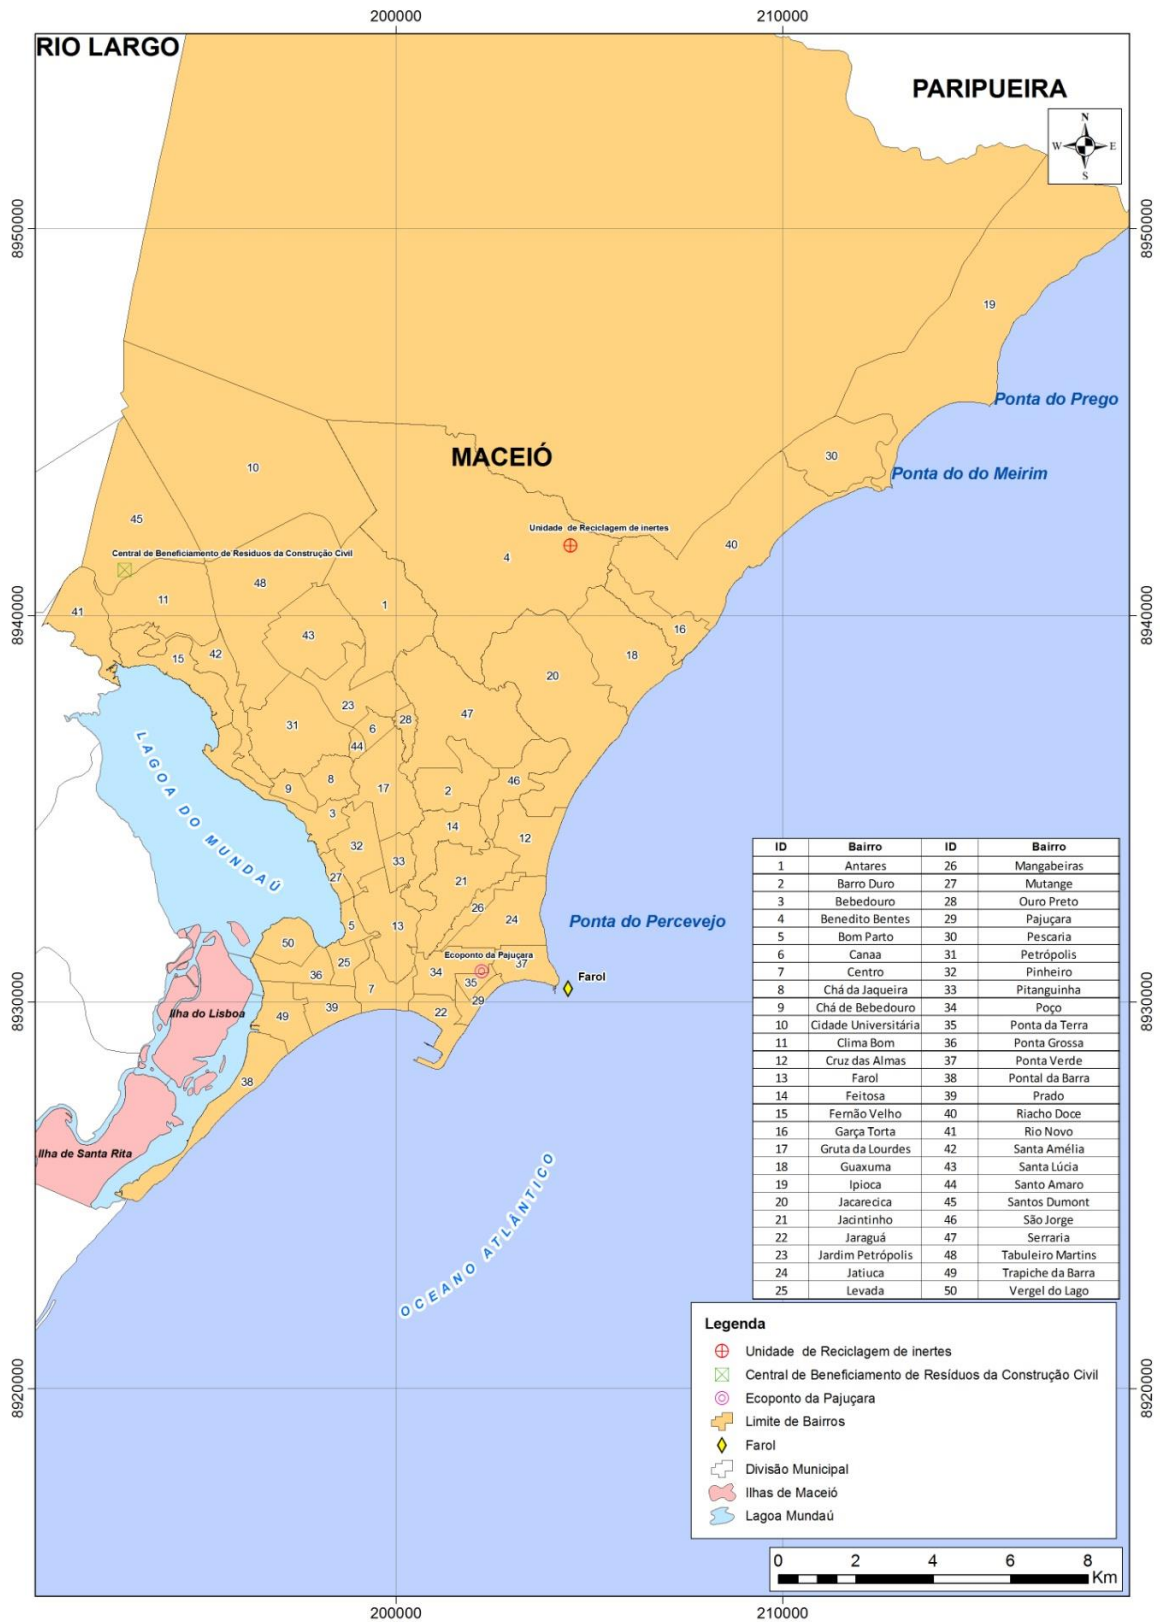 200000 210000
RIO LARGO
PARIPUEIRA
N
W E
S
8950000 8950000
19
Ponta do Prego
MACEIÓ
30
10
Ponta do do Meirim
45
Unidade de Reciclagem de inertes
40
Central de Beneficiamento de Residuos da Construção Civil
4
48
11
1
41
8940000 8940000
16
43
42
15
18
20
23
47
28
31
6
44
46
8
9
17
2
3
14
12
32
33
27
21
26
24
5
13
Ponta do Percevejo
50
Ecoponto da Pajuçara
25
37
36
34
35
Farol
7
29
39
22
49
8930000 8930000
38
LAGOA DO MUNDAÚ
Ilha do Lisboa
Ilha de Santa Rita
OCEANO ATLÂNTICO
ID Bairro ID Bairro
1 Antares 26 Mangabeiras
2 Barro Duro 27 Mutange
3 Bebedouro 28 Ouro Preto
4 Benedito Bentes 29 Pajuçara
5 Bom Parto 30 Pescaria
6 Canaa 31 Petrópolis
7 Centro 32 Pinheiro
8 Chá da Jaqueira 33 Pitanguinha
9 Chá de Bebedouro 34 Poço
10 Cidade Universitária 35 Ponta da Terra
11 Clima Bom 36 Ponta Grossa
12 Cruz das Almas 37 Ponta Verde
13 Farol 38 Pontal da Barra
14 Feitosa 39 Prado
15 Fernão Velho 40 Riacho Doce
16 Garça Torta 41 Rio Novo
17 Gruta da Lourdes 42 Santa Amélia
18 Guaxuma 43 Santa Lúcia
19 Ipioca 44 Santo Amaro
20 Jacarecica 45 Santos Dumont
21 Jacintinho 46 São Jorge
22 Jaraguá 47 Serraria
23 Jardim Petrópolis 48 Tabuleiro Martins
24 Jatiuca 49 Trapiche da Barra
25 Levada 50 Vergel do Lago
Legenda
Unidade de Reciclagem de inertes
Central de Beneficiamento de Resíduos da Construção Civil
Ecoponto da Pajuçara
Limite de Bairros
Farol
Divisão Municipal
Ilhas de Maceió
Lagoa Mundaú
8920000 8920000
0 2 4 6 8
Km
200000 210000